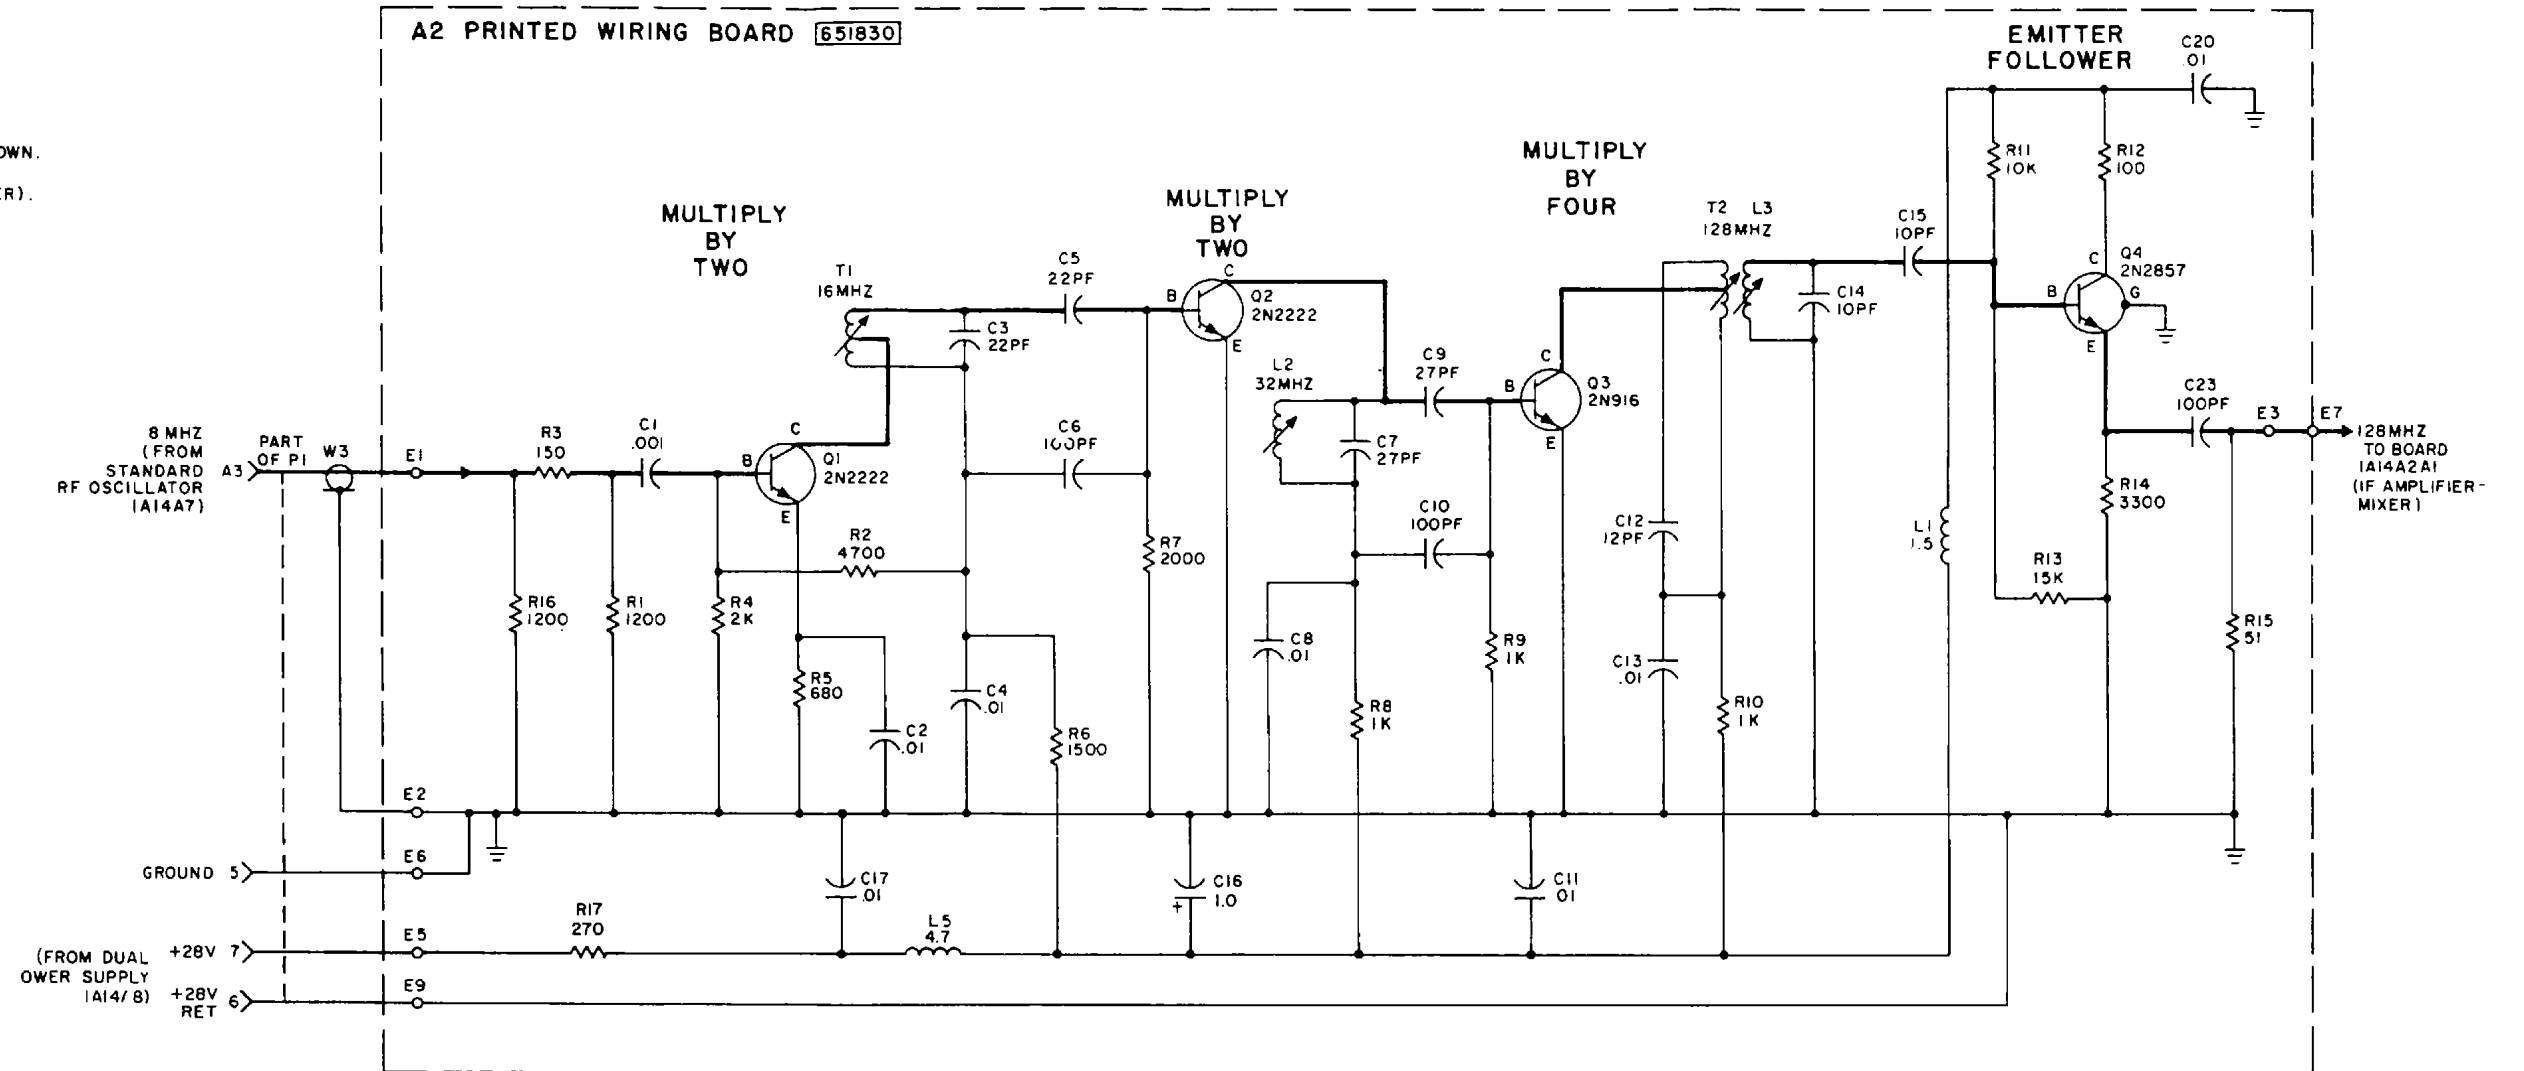 A2 PRINTED WIRING BOARD 651830
OWN.
ER).
EMITTER
FOLLOWER
C20
.01
R11
10K
R12
100
MULTIPLY
BY
TWO
MULTIPLY
BY
TWO
MULTIPLY
BY
FOUR
T1
16MHZ
C3
22PF
C5
22PF
B
C
E
Q2
2N2222
T2 L3
128MHZ
C14
10PF
C15
10PF
B
C
E
G
Q4
2N2857
L2
32MHZ
C7
27PF
C9
27PF
B
C
E
Q3
2N916
8 MHZ
(FROM
STANDARD
RF OSCILLATOR
1A14A7)
A3
PART
OF P1
W3
E1
R3
150
C1
.001
B
C
E
Q1
2N2222
C6
100PF
C10
100PF
C23
100PF
E3
E7
128MHZ
TO BOARD
1A14A2A1
(IF AMPLIFIER-
MIXER)
R14
3300
R2
4700
R7
2000
C12
12PF
L1
1.5
R13
15K
R16
1200
R1
1200
R4
2K
R5
680
C2
.01
C4
.01
R6
1500
C8
.01
R8
1K
R9
1K
C13
.01
R10
1K
R15
51
E2
GROUND 5
E6
C17
.01
C16
1.0
+
C11
.01
R17
270
L5
4.7
(FROM DUAL
OWER SUPPLY
1A14/8)
+28V 7
E5
+28V
RET
6
E9